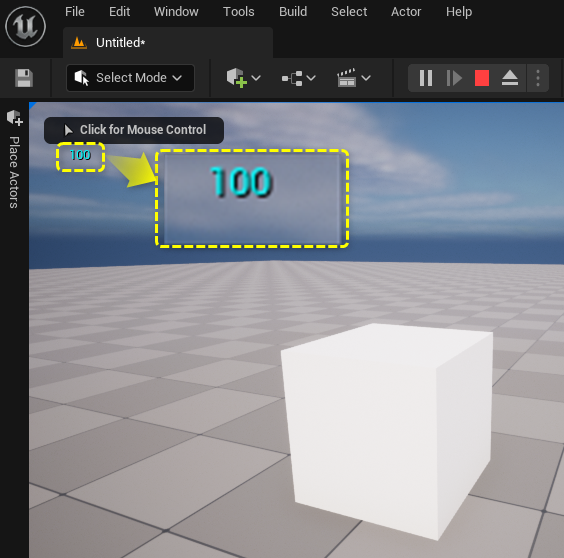 File Edit Window Tools Build Select Actor Help
Untitled*
Select Mode
Click for Mouse Control
Place Actors
100
100